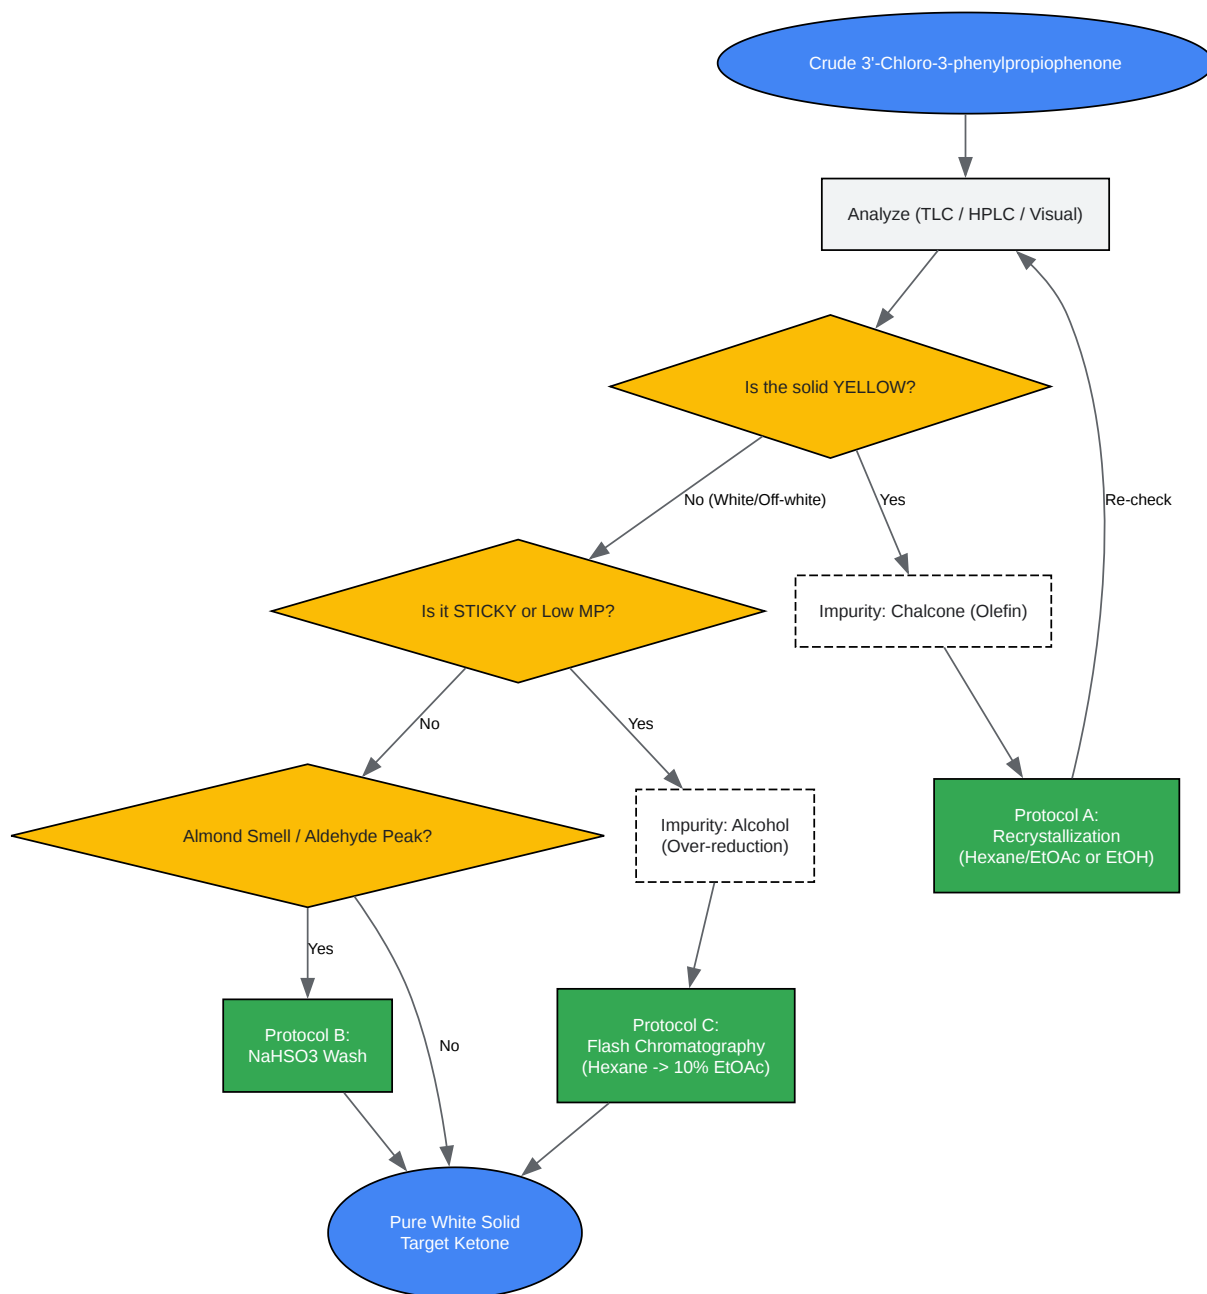 Crude 3'-Chloro-3-phenylpropiophenone
Analyze (TLC / HPLC / Visual)
Is the solid YELLOW?
No (White/Off-white)
Yes
Re-check
Is it STICKY or Low MP?
Impurity: Chalcone (Olefin)
No
Yes
Almond Smell / Aldehyde Peak?
Impurity: Alcohol
(Over-reduction)
Protocol A:
Recrystallization
(Hexane/EtOAc or EtOH)
Yes
No
Protocol B:
NaHSO3 Wash
Protocol C:
Flash Chromatography
(Hexane -> 10% EtOAc)
Pure White Solid
Target Ketone